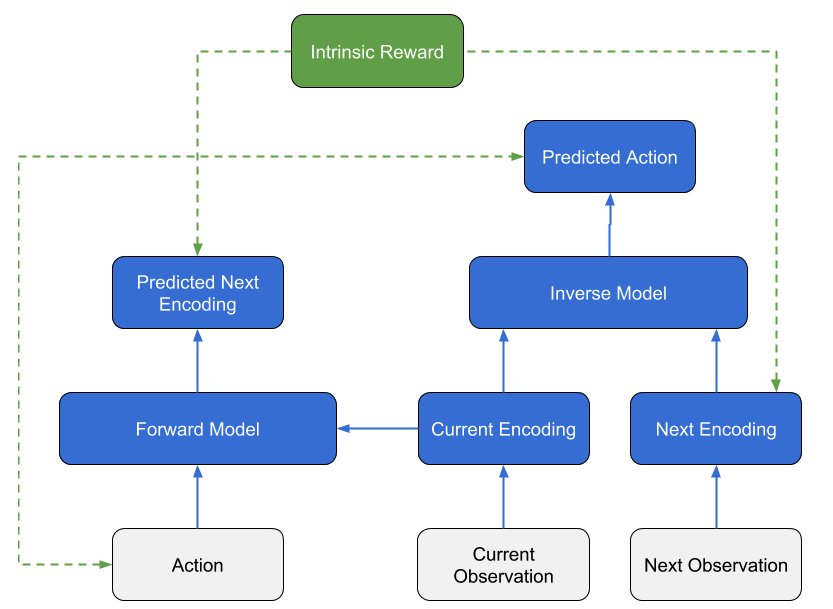 Intrinsic Reward
Predicted Action
Predicted Next
Encoding
Inverse Model
Forward Model
Current Encoding
Next Encoding
Action
Current
Observation
Next Observation